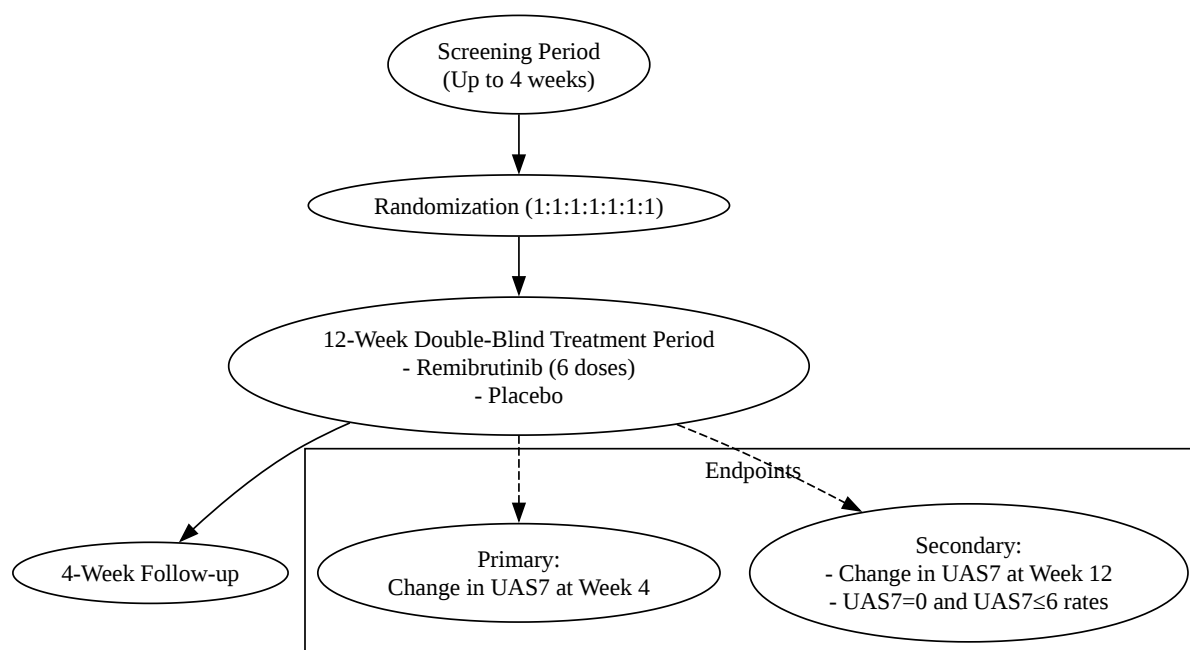 Screening Period
(Up to 4 weeks)
Randomization (1:1:1:1:1:1:1)
12-Week Double-Blind Treatment Period
- Remibrutinib (6 doses)
- Placebo
Endpoints
4-Week Follow-up
Primary:
Change in UAS7 at Week 4
Secondary:
- Change in UAS7 at Week 12
- UAS7=0 and UAS7≤6 rates